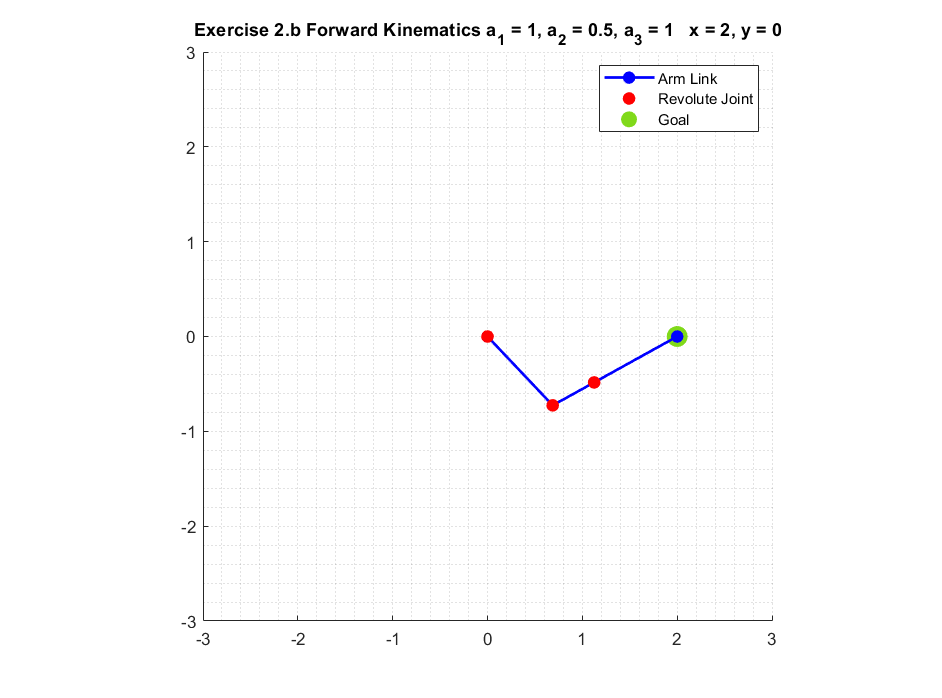 Exercise 2.b Forward Kinematics a₁ = 1, a₂ = 0.5, a₃ = 1   x = 2, y = 0
Arm Link
Revolute Joint
Goal
3
2
1
0
-1
-2
-3
-3 -2 -1 0 1 2 3